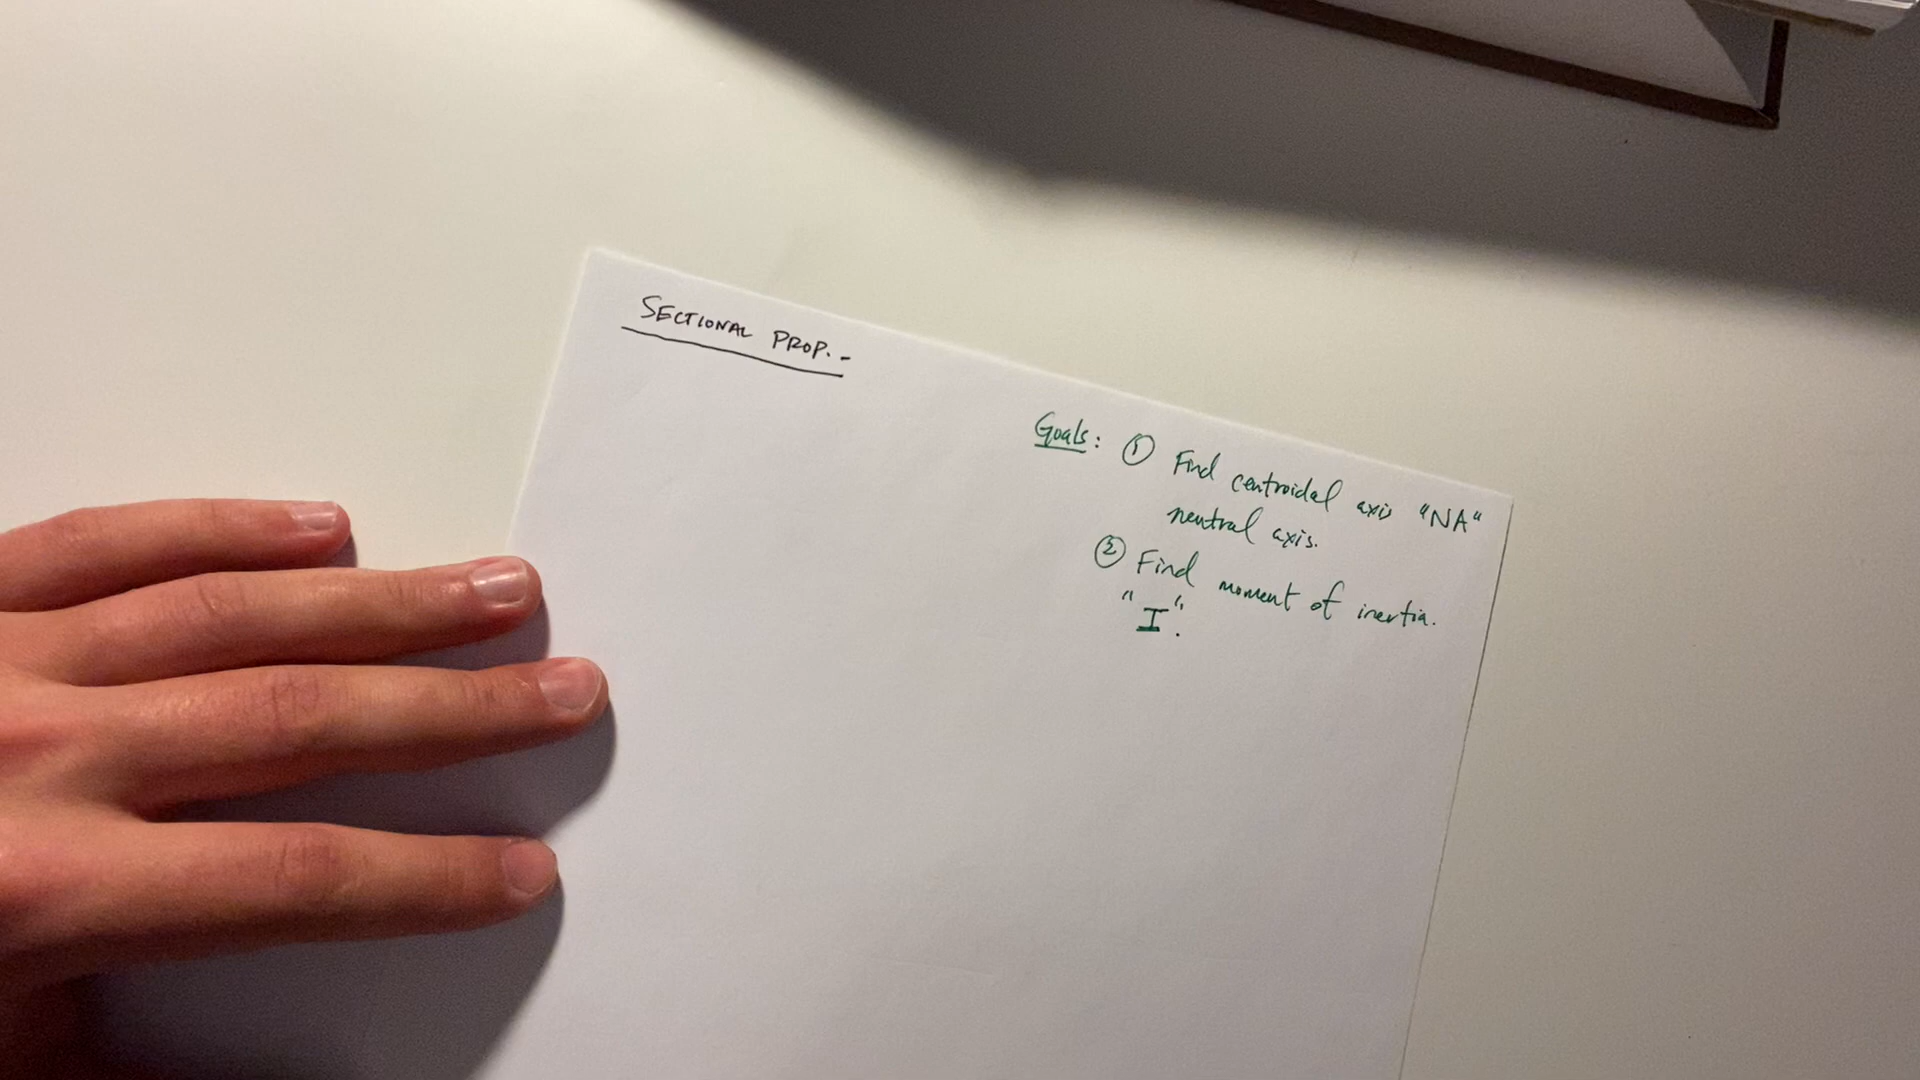 SECTIONAL PROP.-
Goals: ① Find centroidal axis "NA"
neutral axis.
② Find moment of inertia.
"I".